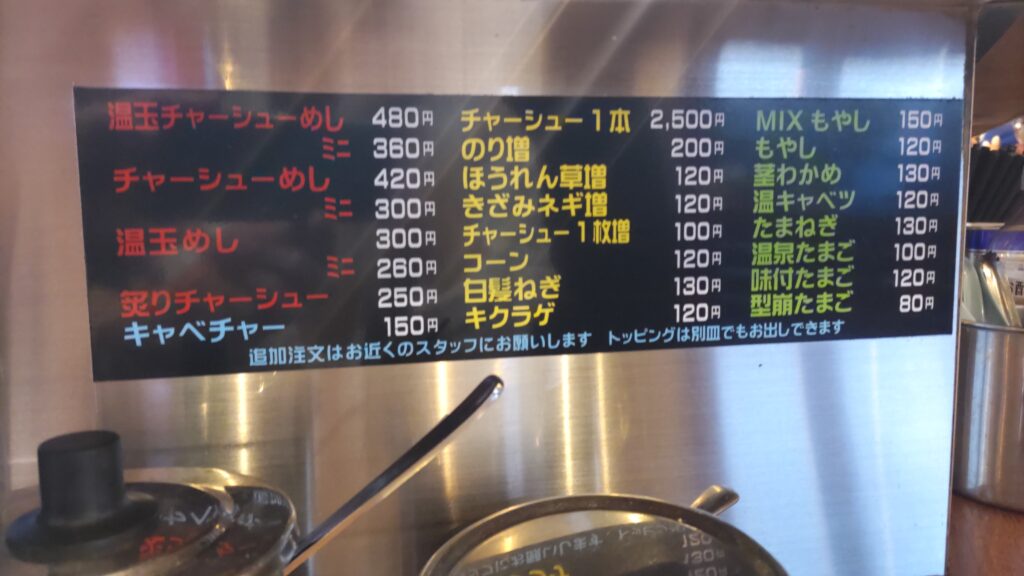 温玉チャーシューめし 480円
ミニ 360円
チャーシューめし 420円
ミニ 300円
温玉めし 300円
ミニ 260円
炙りチャーシュー 250円
キャベチャー 150円
チャーシュー1本 2,500円
のり増 200円
ほうれん草増 120円
きざみネギ増 120円
チャーシュー1枚増 100円
コーン 120円
白髪ねぎ 130円
キクラゲ 120円
MIXもやし 150円
もやし 120円
茎わかめ 130円
温キャベツ 120円
たまねぎ 130円
温泉たまご 100円
味付たまご 120円
型崩たまご 80円
追加注文はお近くのスタッフにお願いします トッピングは別皿でもお出しできます